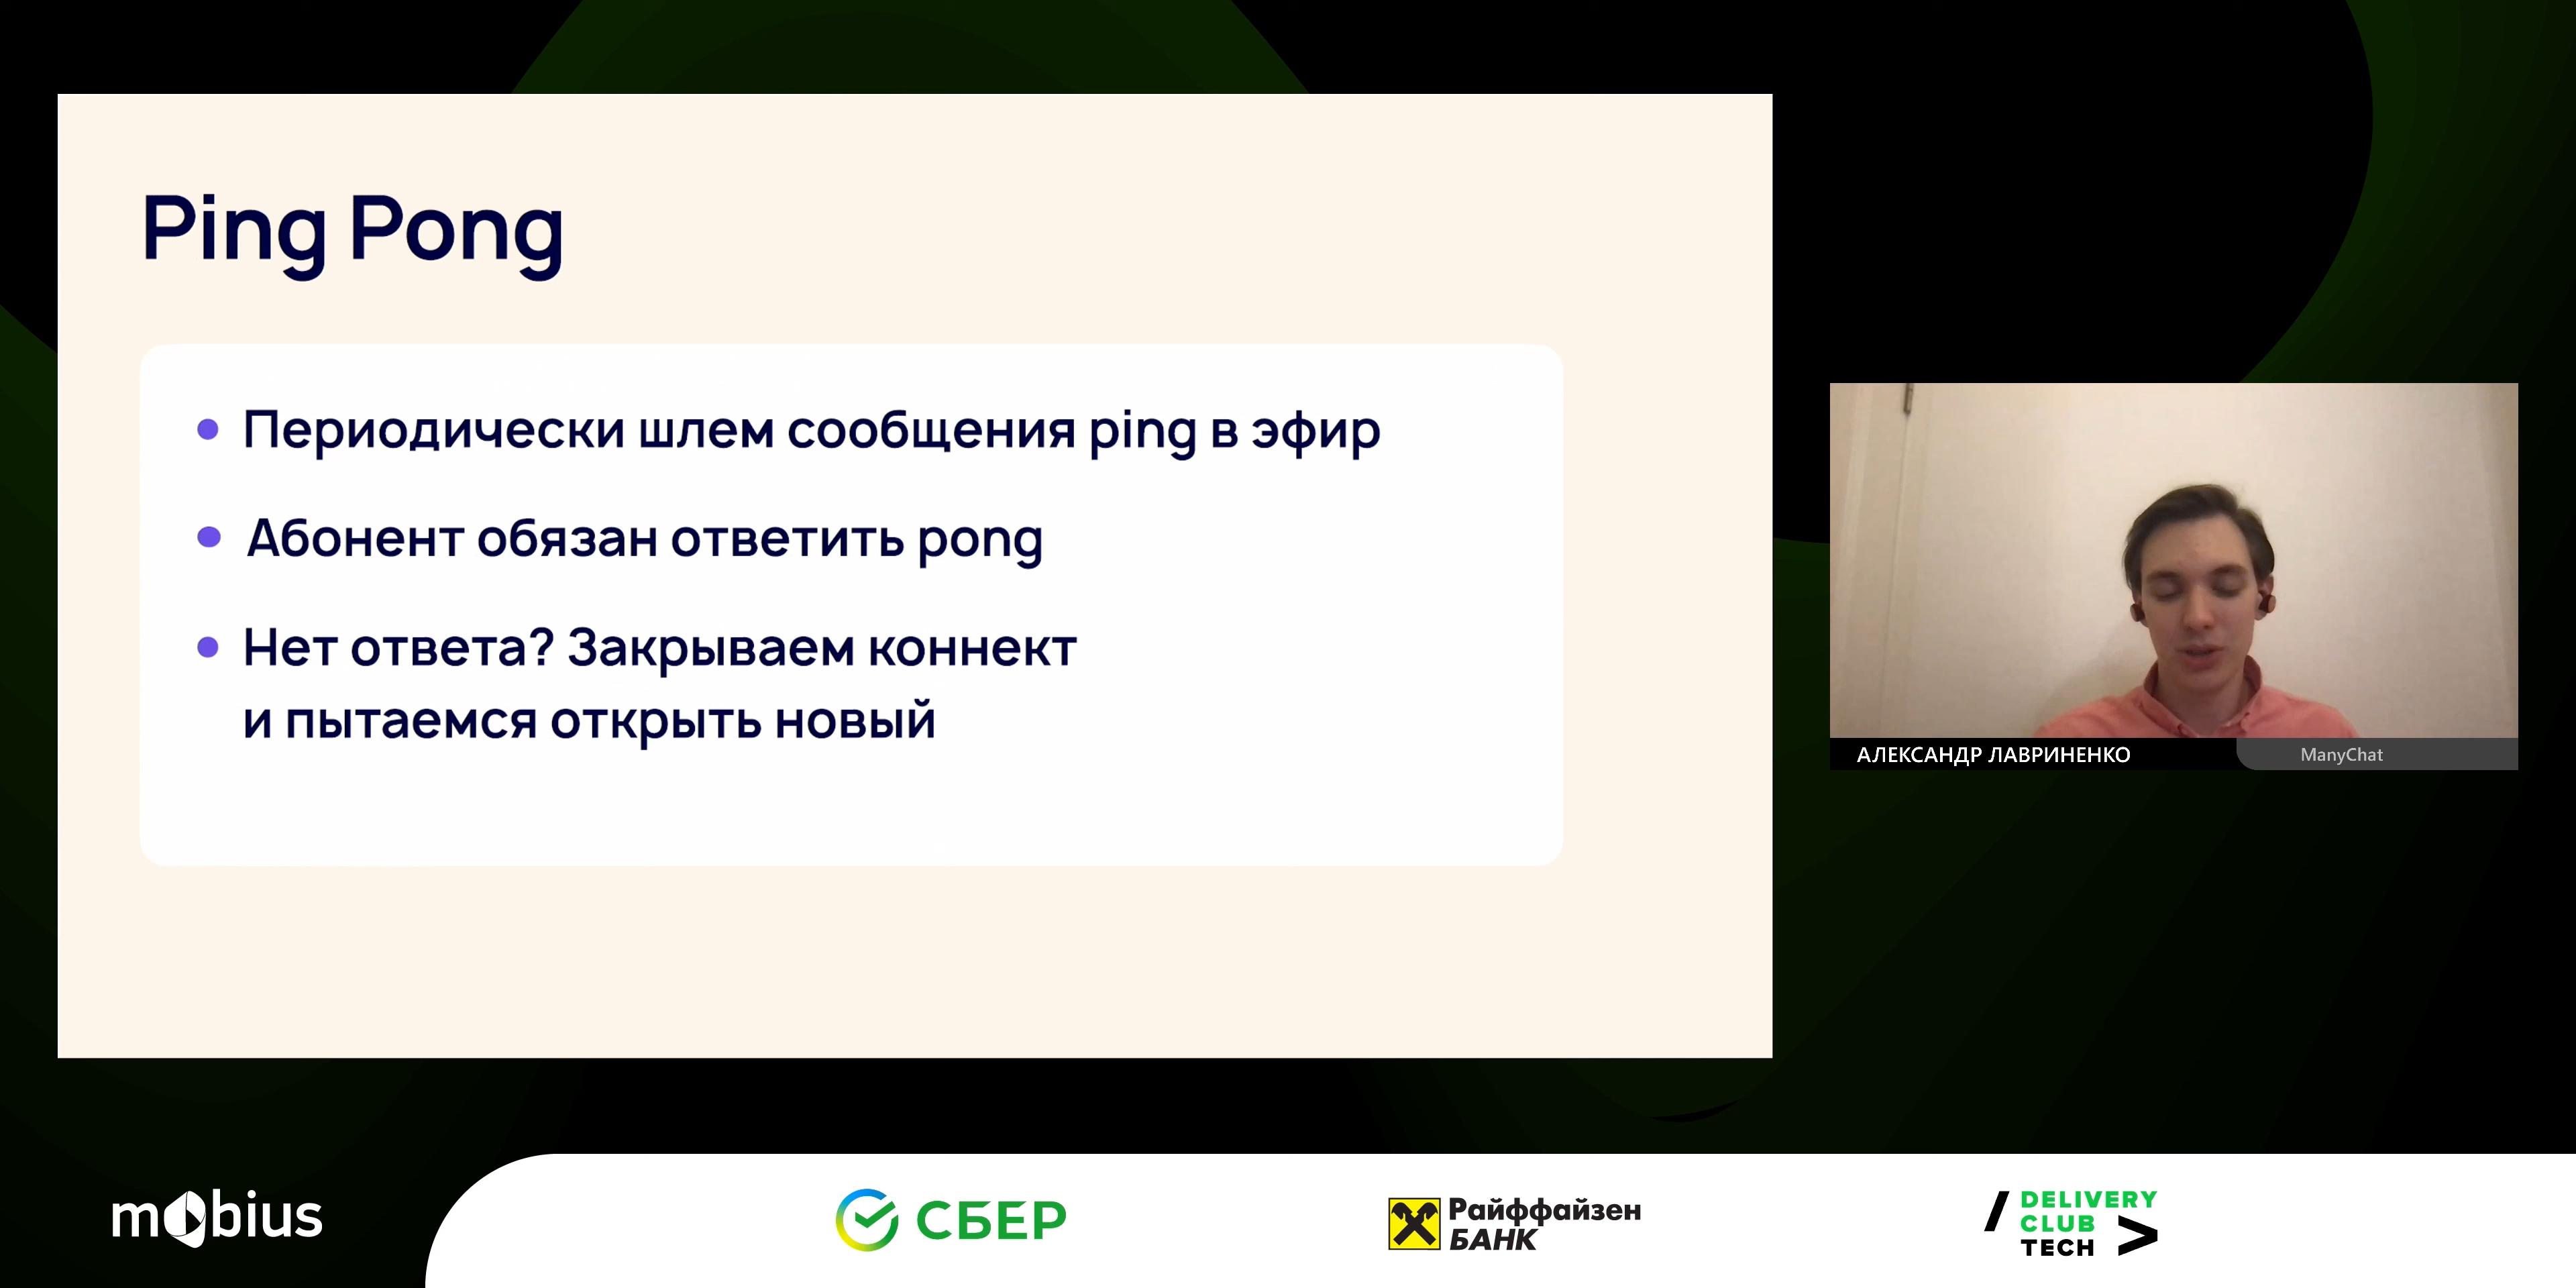 Ping Pong
Периодически шлем сообщения ping в эфир
Абонент обязан ответить pong
Нет ответа? Закрываем коннект
и пытаемся открыть новый
АЛЕКСАНДР ЛАВРИНЕНКО
ManyChat
mobius
СБЕР
Райффайзен
БАНК
DELIVERY
CLUB
TECH